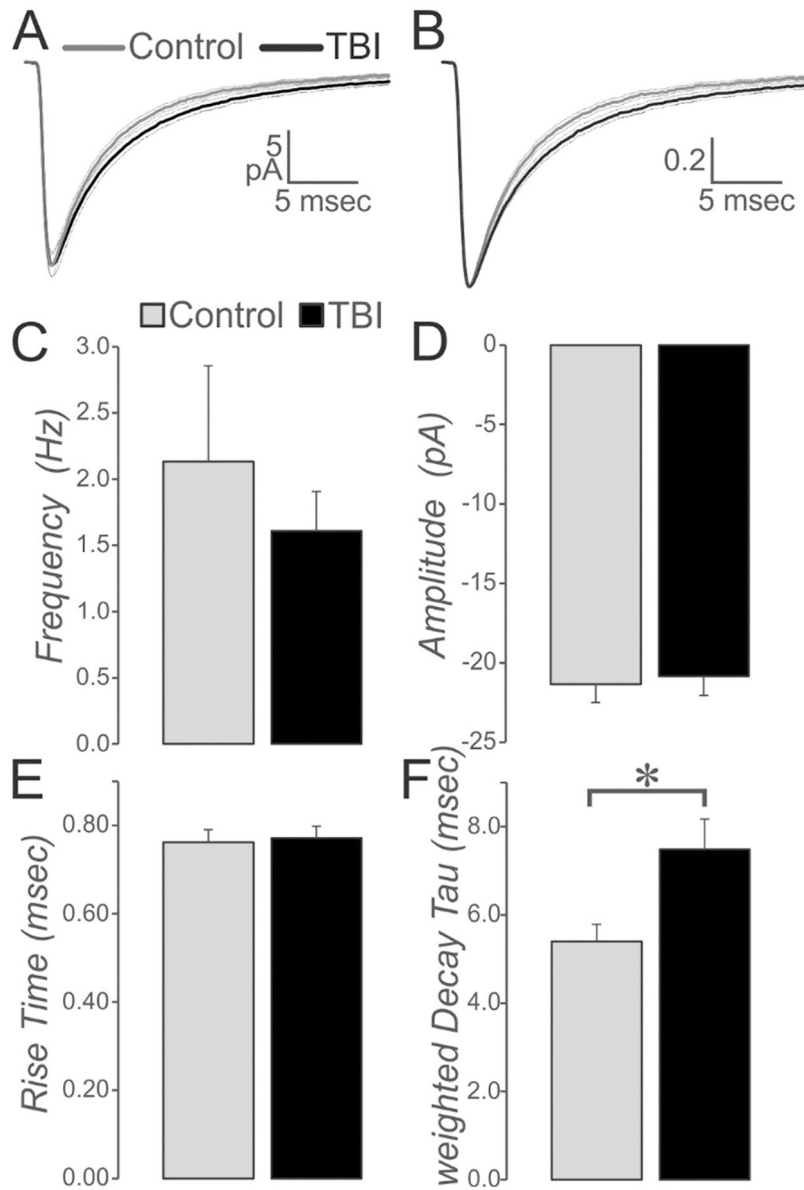 A
Control
TBI
B
5
pA
5 msec
0.2
5 msec
Control
TBI
C
Frequency (Hz)
3.0
2.5
2.0
1.5
1.0
0.5
0.0
D
Amplitude (pA)
0
-5
-10
-15
-20
-25
E
Rise Time (msec)
0.80
0.60
0.40
0.20
0.00
F
weighted Decay Tau (msec)
8.0
6.0
4.0
2.0
0.0
*